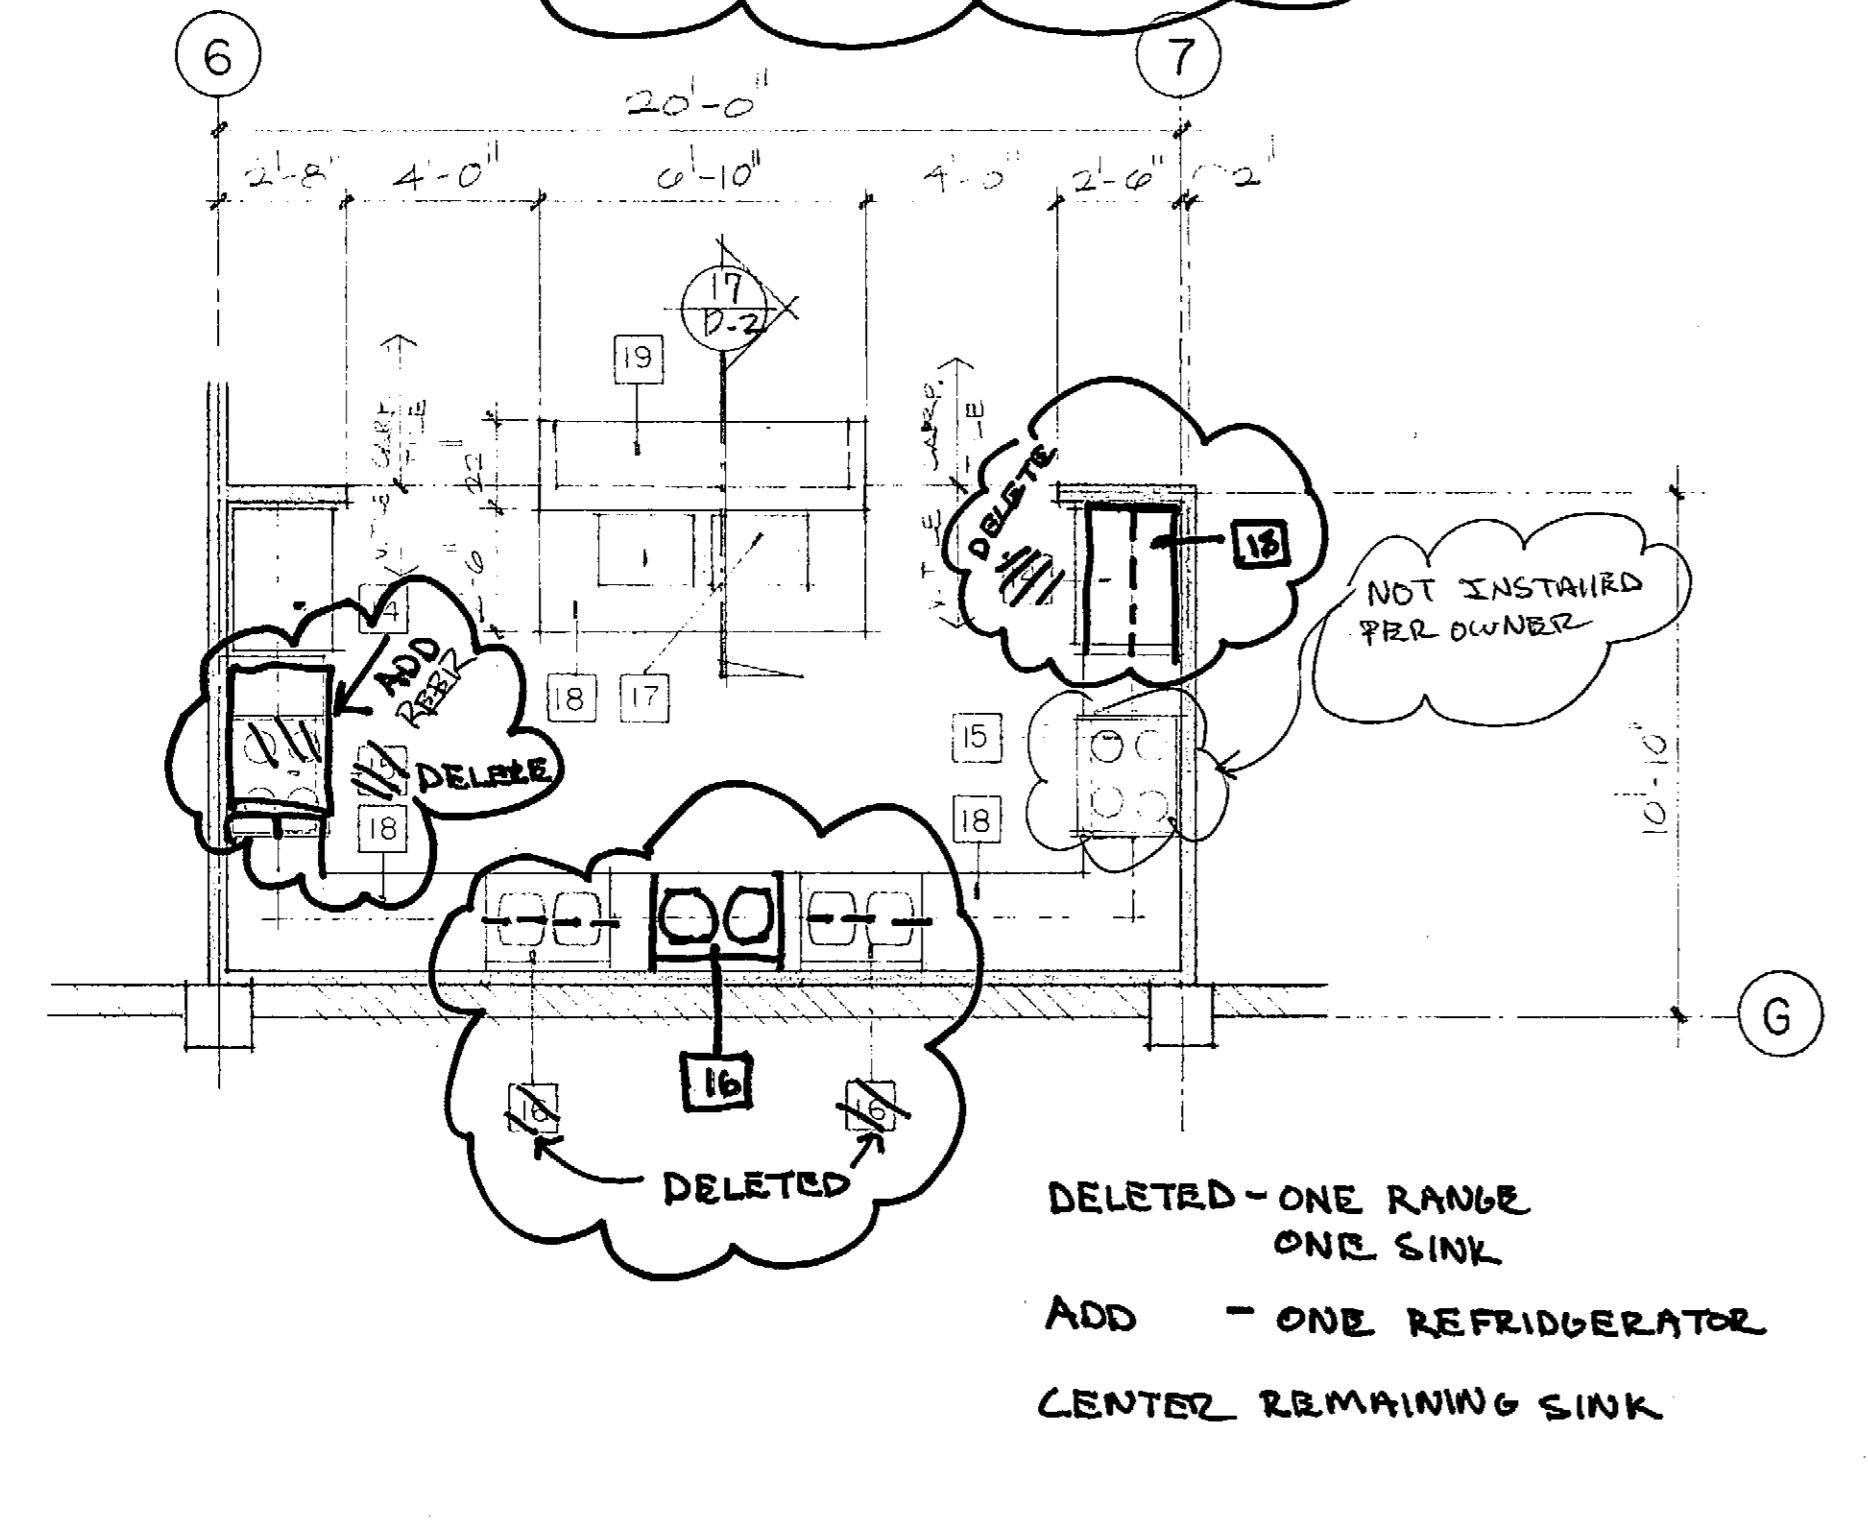 6
7
20'-0"
2'-8"
4'-0"
6'-10"
4'-0"
2'-6"
2"
17
D-2
19
22"
DELETE
18
NOT INSTALLED
PER OWNER
14
ADD
REFR
18
17
15
15
DELETE
18
18
10'-10"
G
16
16
16
DELETED
DELETED - ONE RANGE
ONE SINK
ADD - ONE REFRIDGERATOR
CENTER REMAINING SINK